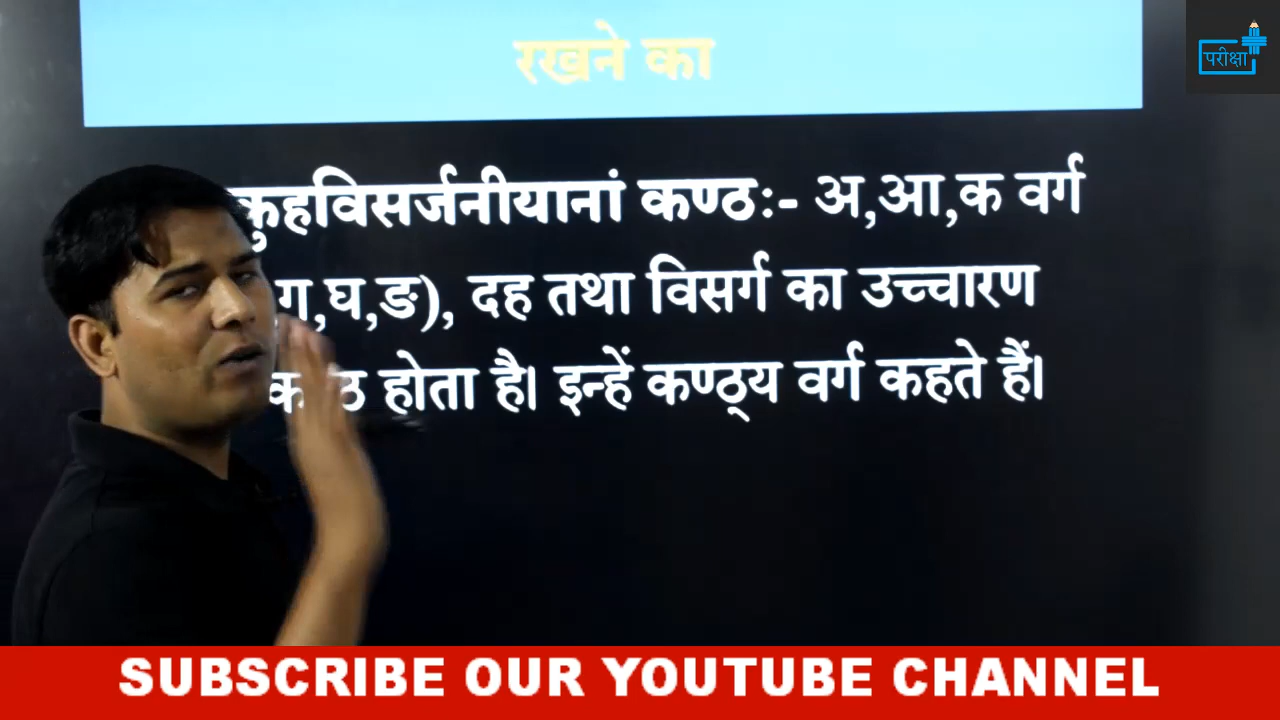 रखने का
परीक्षा
कुहविसर्जनीयानां कण्ठः:- अ,आ,क वर्ग
ग,घ,ङ), दह तथा विसर्ग का उच्चारण
होता है। इन्हें कण्ठ्य वर्ग कहते हैं।
SUBSCRIBE OUR YOUTUBE CHANNEL